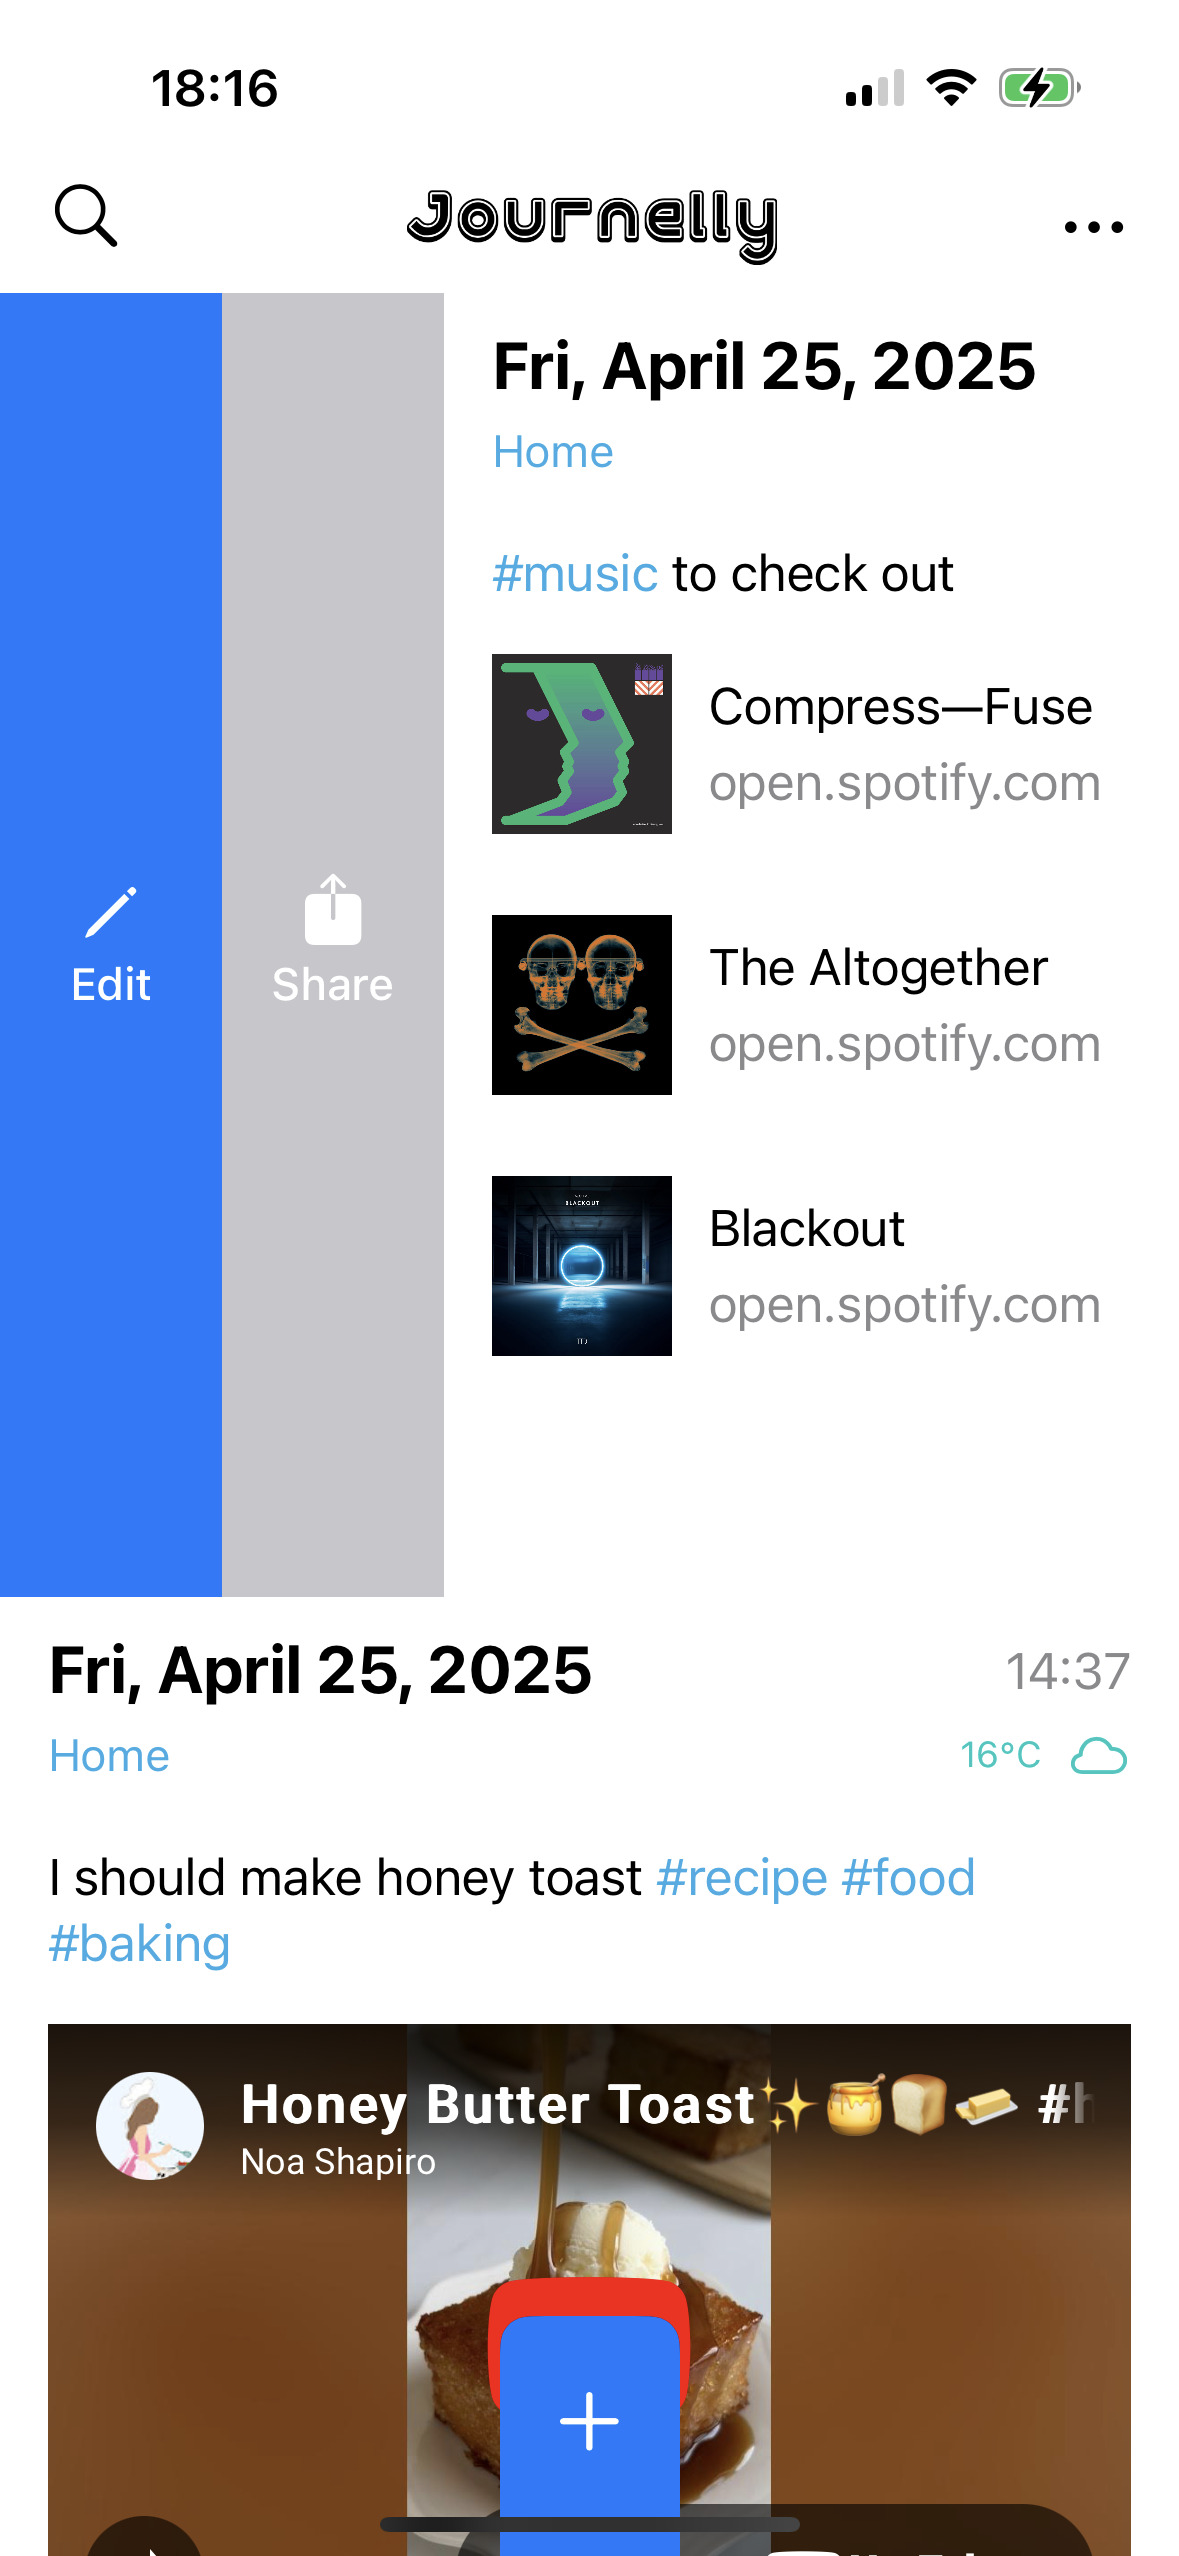 18:16
Journelly
Fri, April 25, 2025
Home
#music to check out
Compress—Fuse
open.spotify.com
The Altogether
open.spotify.com
BLACKOUT
Blackout
open.spotify.com
Edit
Share
Fri, April 25, 2025
14:37
Home
16°C
I should make honey toast #recipe #food
#baking
Honey Butter Toast✨🍯🍞🧈 #h
Noa Shapiro